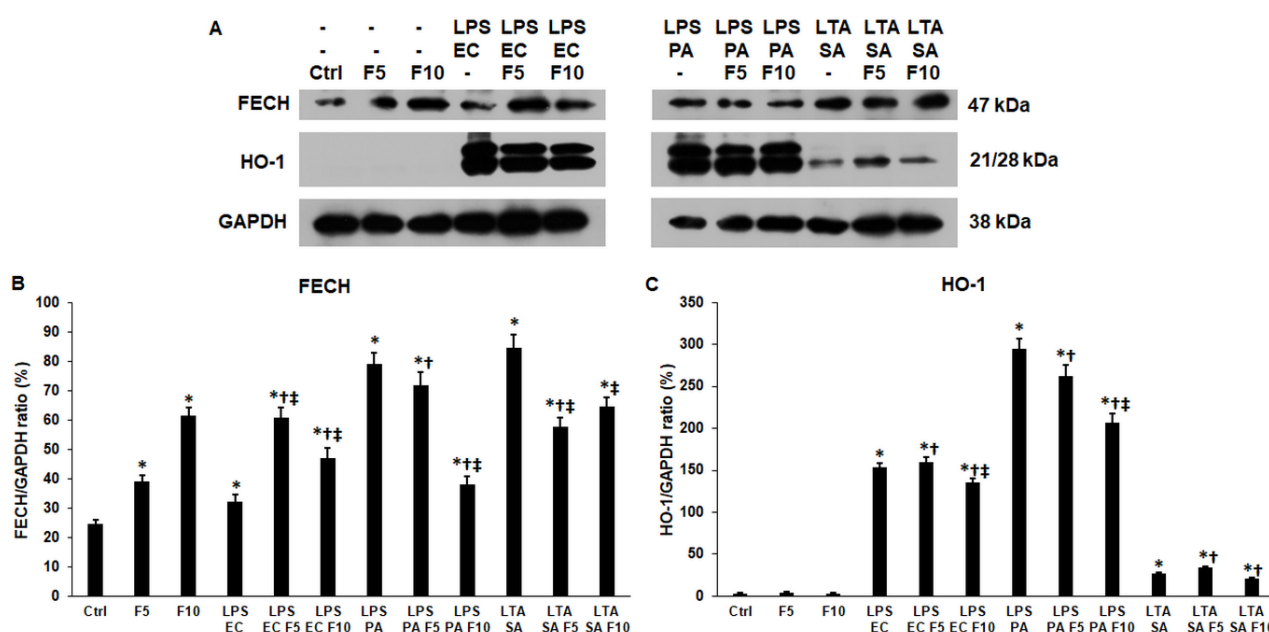 A
- - - LPS LPS LPS LPS LPS LPS LTA LTA LTA
- - - EC EC EC PA PA PA SA SA SA
Ctrl F5 F10 - F5 F10 - F5 F10 - F5 F10
FECH 47 kDa
HO-1 21/28 kDa
GAPDH 38 kDa
B
FECH
FECH/GAPDH ratio (%)
100
90
80
70
60
50
40
30
20
10
0
* * * *†‡ *†‡ * *†‡ * *† * *†‡ *‡
Ctrl F5 F10 LPS LPS LPS LPS LPS LPS LTA LTA LTA
EC EC F5 EC F10 PA PA F5 PA F10 SA SA F5 SA F10
C
HO-1
HO-1/GAPDH ratio (%)
350
300
250
200
150
100
50
0
* *† *†‡ * *† *†‡ * *† *†
Ctrl F5 F10 LPS LPS LPS LPS LPS LPS LTA LTA LTA
EC EC F5 EC F10 PA PA F5 PA F10 SA SA F5 SA F10